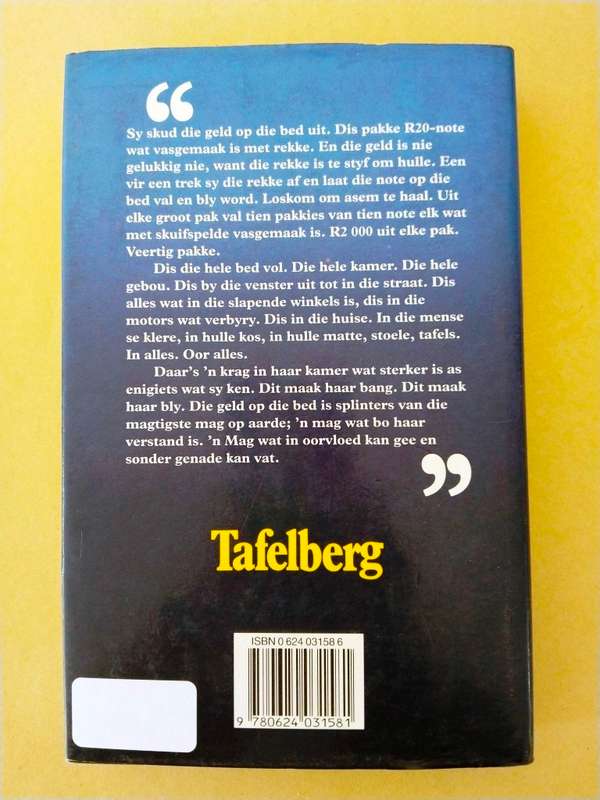 “
Sy skud die geld op die bed uit. Dis pakke R20-note
wat vasgemaak is met rekke. En die geld is nie
gelukkig nie, want die rekke is te styf om hulle. Een
vir een trek sy die rekke af en laat die note op die
bed val en bly word. Loskom om asem te haal. Uit
elke groot pak val tien pakkies van tien note elk wat
met skuifspelde vasgemaak is. R2 000 uit elke pak.
Veertig pakke.
Dis die hele bed vol. Die hele kamer. Die hele
gebou. Dis by die venster uit tot in die straat. Dis
alles wat in die slapende winkels is, dis in die
motors wat verbyry. Dis in die huise. In die mense
se klere, in hulle kos, in hulle matte, stoele, tafels.
In alles. Oor alles.
Daar’s ’n krag in haar kamer wat sterker is as
enigiets wat sy ken. Dit maak haar bang. Dit maak
haar bly. Die geld op die bed is splinters van die
magtigste mag op aarde; ’n mag wat bo haar
verstand is. ’n Mag wat in oorvloed kan gee en
sonder genade kan vat.
”
Tafelberg
ISBN 0 624 03158 6
9 780624 031581